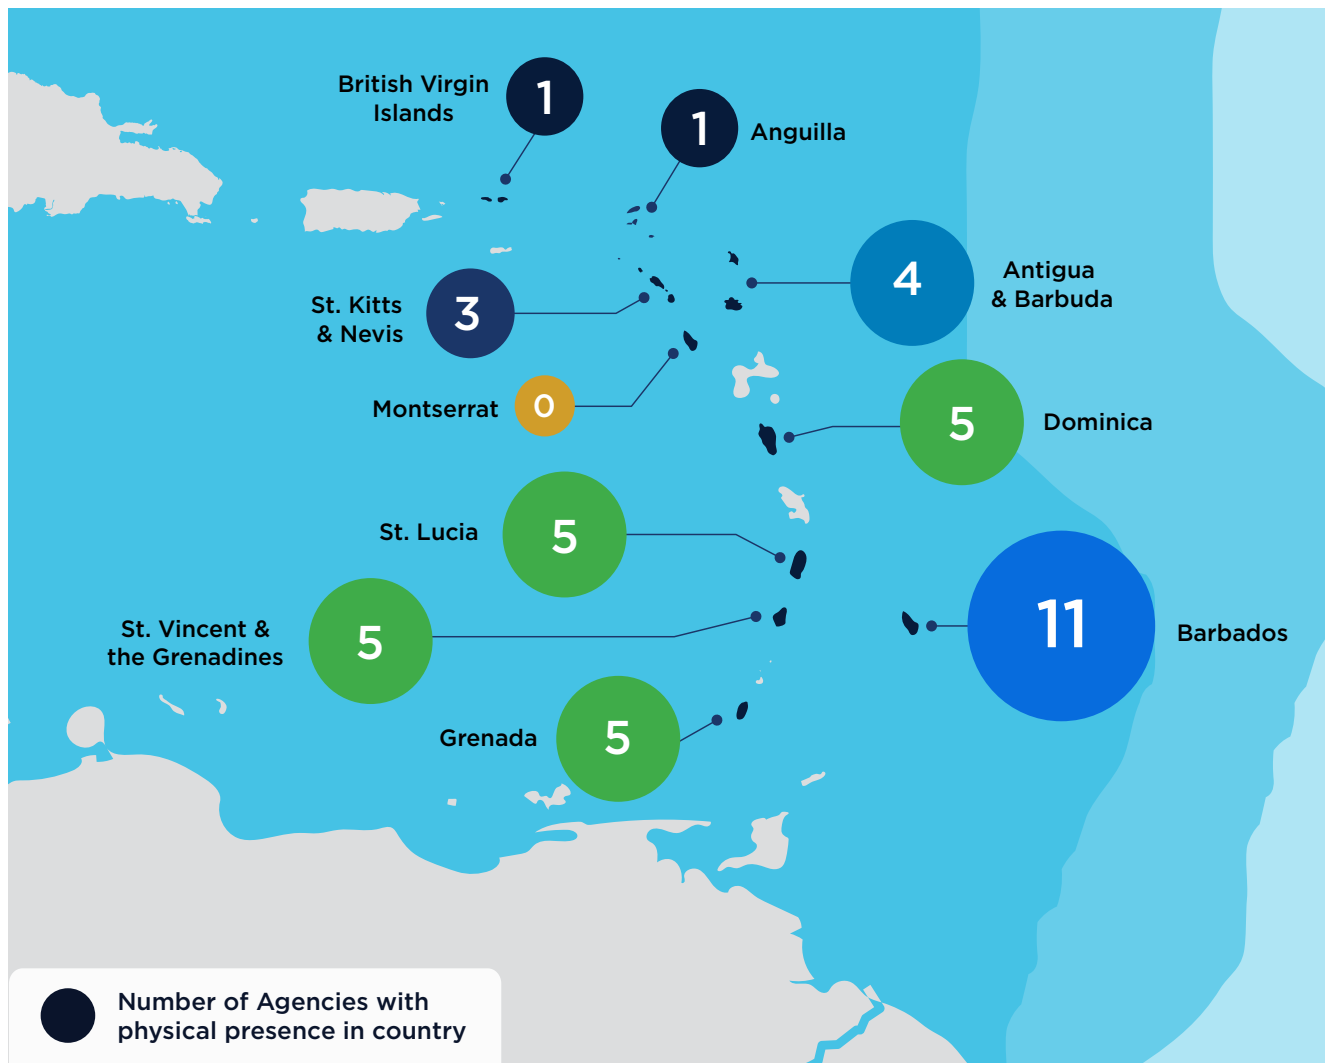 British Virgin
Islands
1
1
Anguilla
4
Antigua
& Barbuda
St. Kitts
& Nevis
3
Montserrat
0
5
Dominica
St. Lucia
5
11
Barbados
St. Vincent &
the Grenadines
5
Grenada
5
Number of Agencies with
physical presence in country